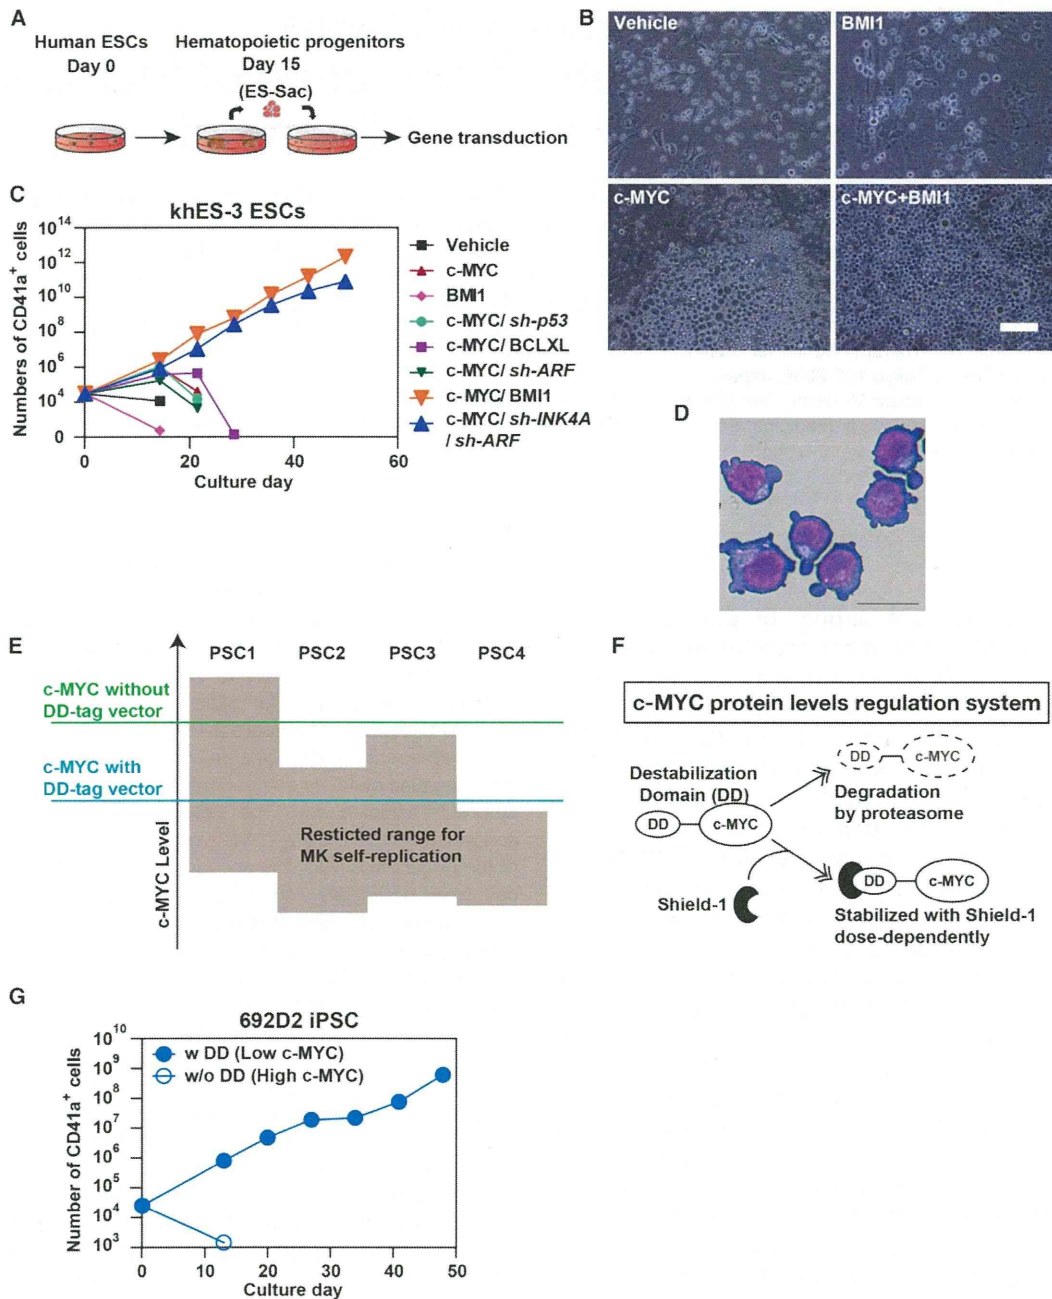 A
Human ESCs
Day 0
Hematopoietic progenitors
Day 15
(ES-Sac)
Gene transduction
B
Vehicle
BMI1
c-MYC
c-MYC+BMI1
C
khES-3 ESCs
Numbers of CD41a+ cells
10^14
10^12
10^10
10^8
10^6
10^4
0
0
20
40
60
Culture day
Vehicle
c-MYC
BMI1
c-MYC/ sh-p53
c-MYC/ BCLXL
c-MYC/ sh-ARF
c-MYC/ BMI1
c-MYC/ sh-INK4A
/ sh-ARF
D
E
PSC1
PSC2
PSC3
PSC4
c-MYC without
DD-tag vector
c-MYC with
DD-tag vector
c-MYC Level
Resticted range for
MK self-replication
F
c-MYC protein levels regulation system
Destabilization
Domain (DD)
DD
c-MYC
DD
c-MYC
Degradation
by proteasome
Shield-1
DD
c-MYC
Stabilized with Shield-1
dose-dependently
G
692D2 iPSC
Number of CD41a+ cells
10^10
10^9
10^8
10^7
10^6
10^5
10^4
10^3
w DD (Low c-MYC)
w/o DD (High c-MYC)
0
10
20
30
40
50
Culture day